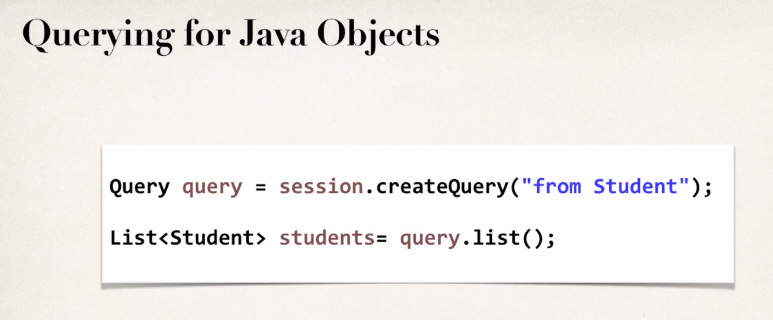 Querying for Java Objects
Query query = session.createQuery("from Student");
List<Student> students= query.list();